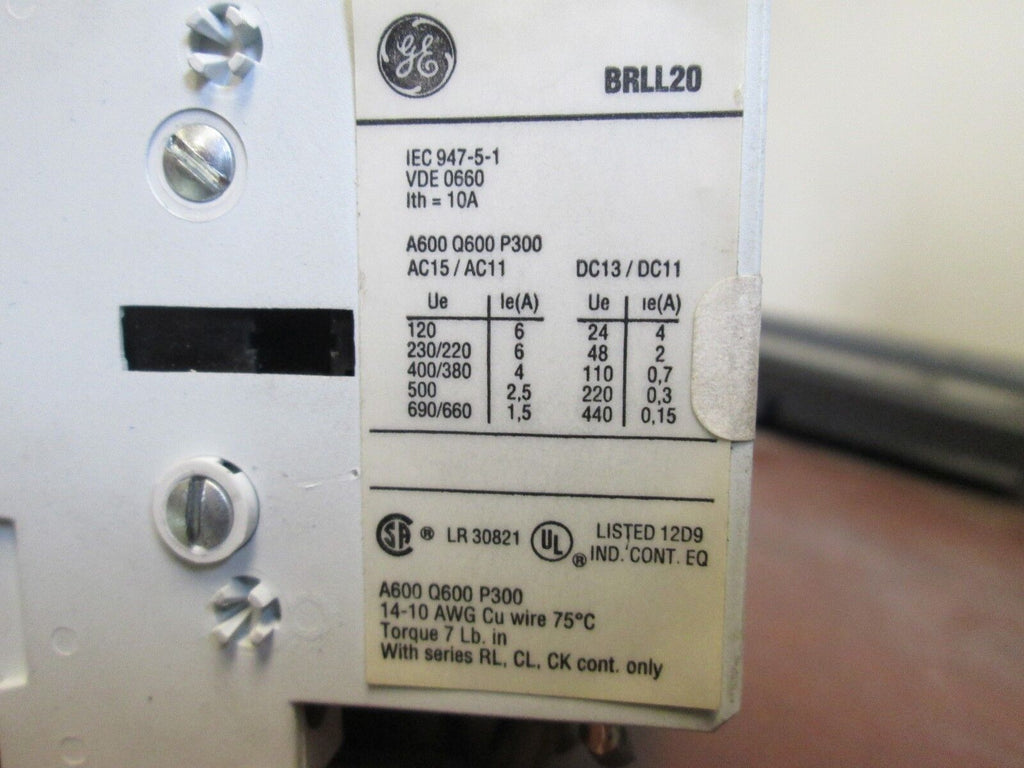 GE
BRLL20
IEC 947-5-1
VDE 0660
Ith = 10A
A600 Q600 P300
AC15 / AC11 DC13 / DC11
Ue Ie(A) Ue Ie(A)
120 6 24 4
230/220 6 48 2
400/380 4 110 0,7
500 2,5 220 0,3
690/660 1,5 440 0,15
SA ® LR 30821 UL ® LISTED 12D9
IND. CONT. EQ
A600 Q600 P300
14-10 AWG Cu wire 75°C
Torque 7 Lb. in
With series RL, CL, CK cont. only